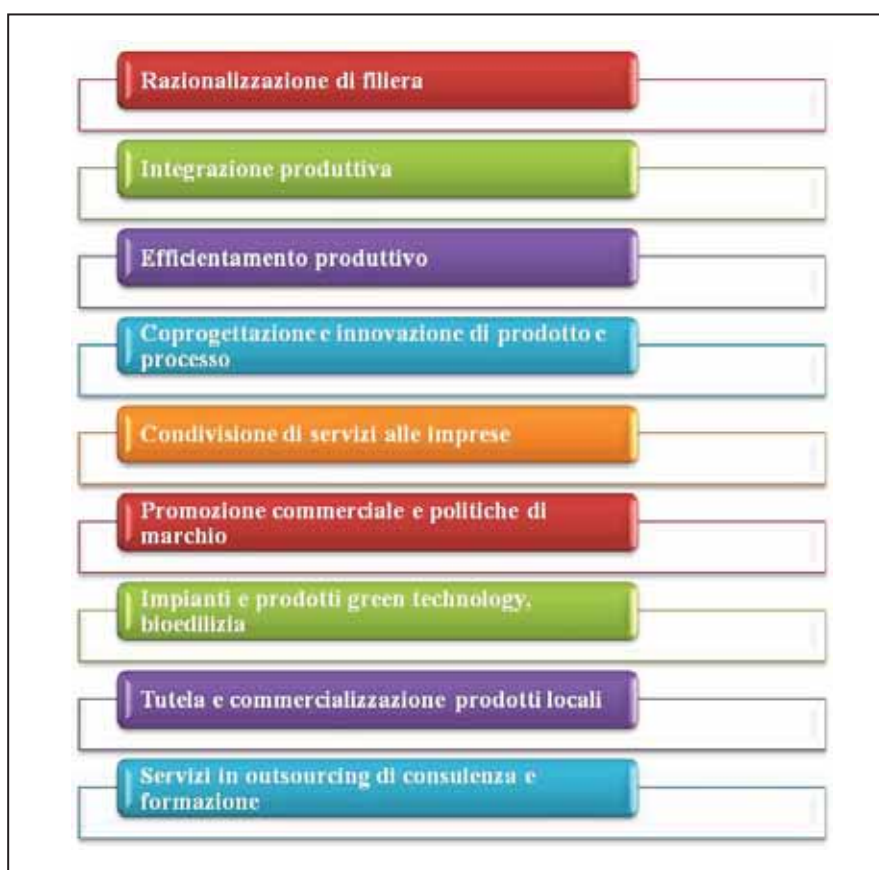 Razionalizzazione di filiera
Integrazione produttiva
Efficientamento produttivo
Coprogettazione e innovazione di prodotto e
processo
Condivisione di servizi alle imprese
Promozione commerciale e politiche di
marchio
Impianti e prodotti green technology,
bioedilizia
Tutela e commercializzazione prodotti locali
Servizi in outsourcing di consulenza e
formazione